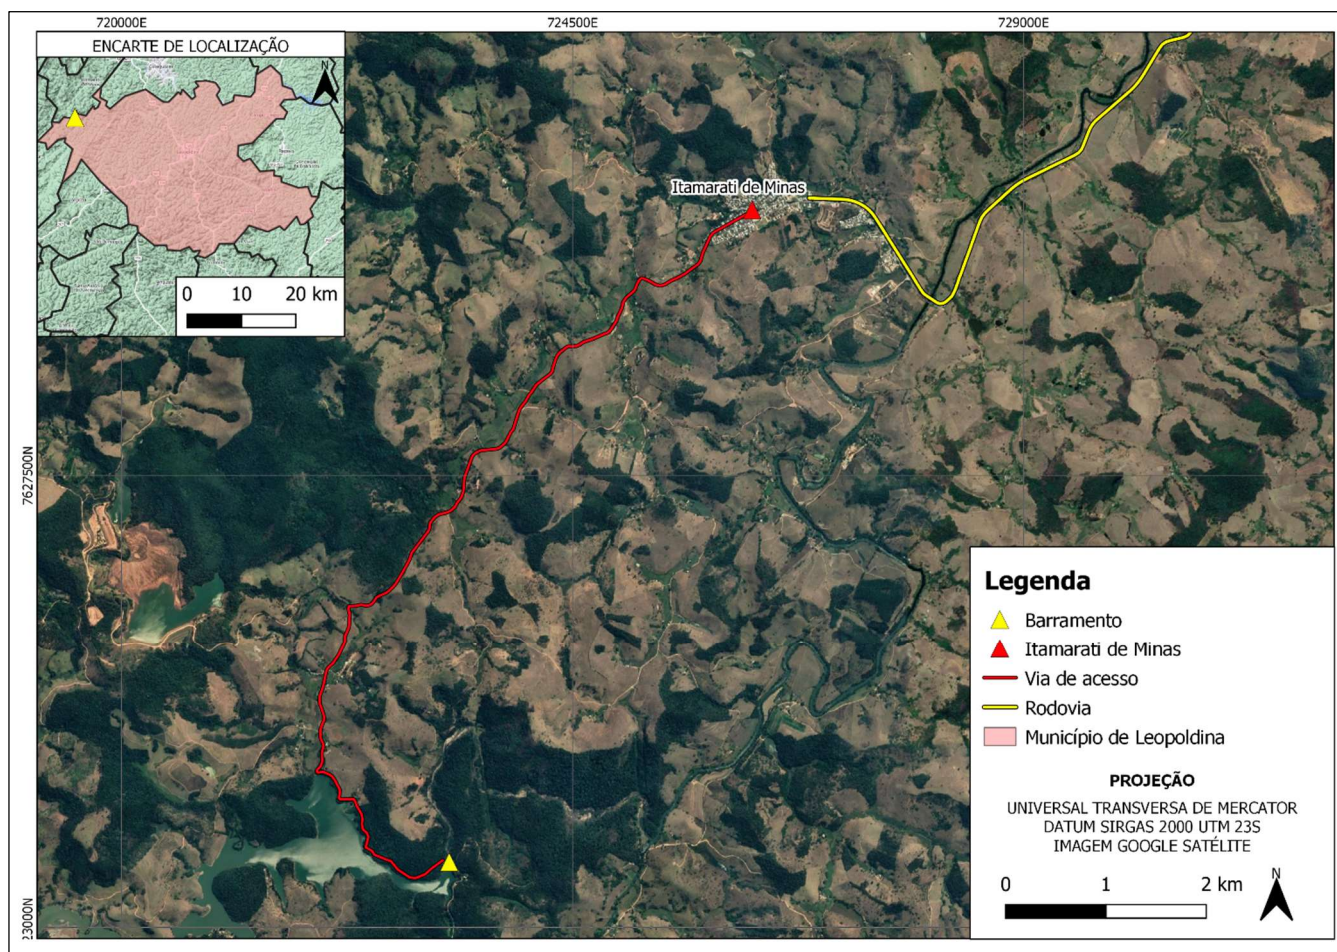 720000E
724500E
729000E
ENCARTE DE LOCALIZAÇÃO
N
0 10 20 km
Itamarati de Minas
7627500N
23000N
Legenda
Barramento
Itamarati de Minas
Via de acesso
Rodovia
Município de Leopoldina
PROJEÇÃO
UNIVERSAL TRANSVERSA DE MERCATOR
DATUM SIRGAS 2000 UTM 23S
IMAGEM GOOGLE SATÉLITE
0 1 2 km
N